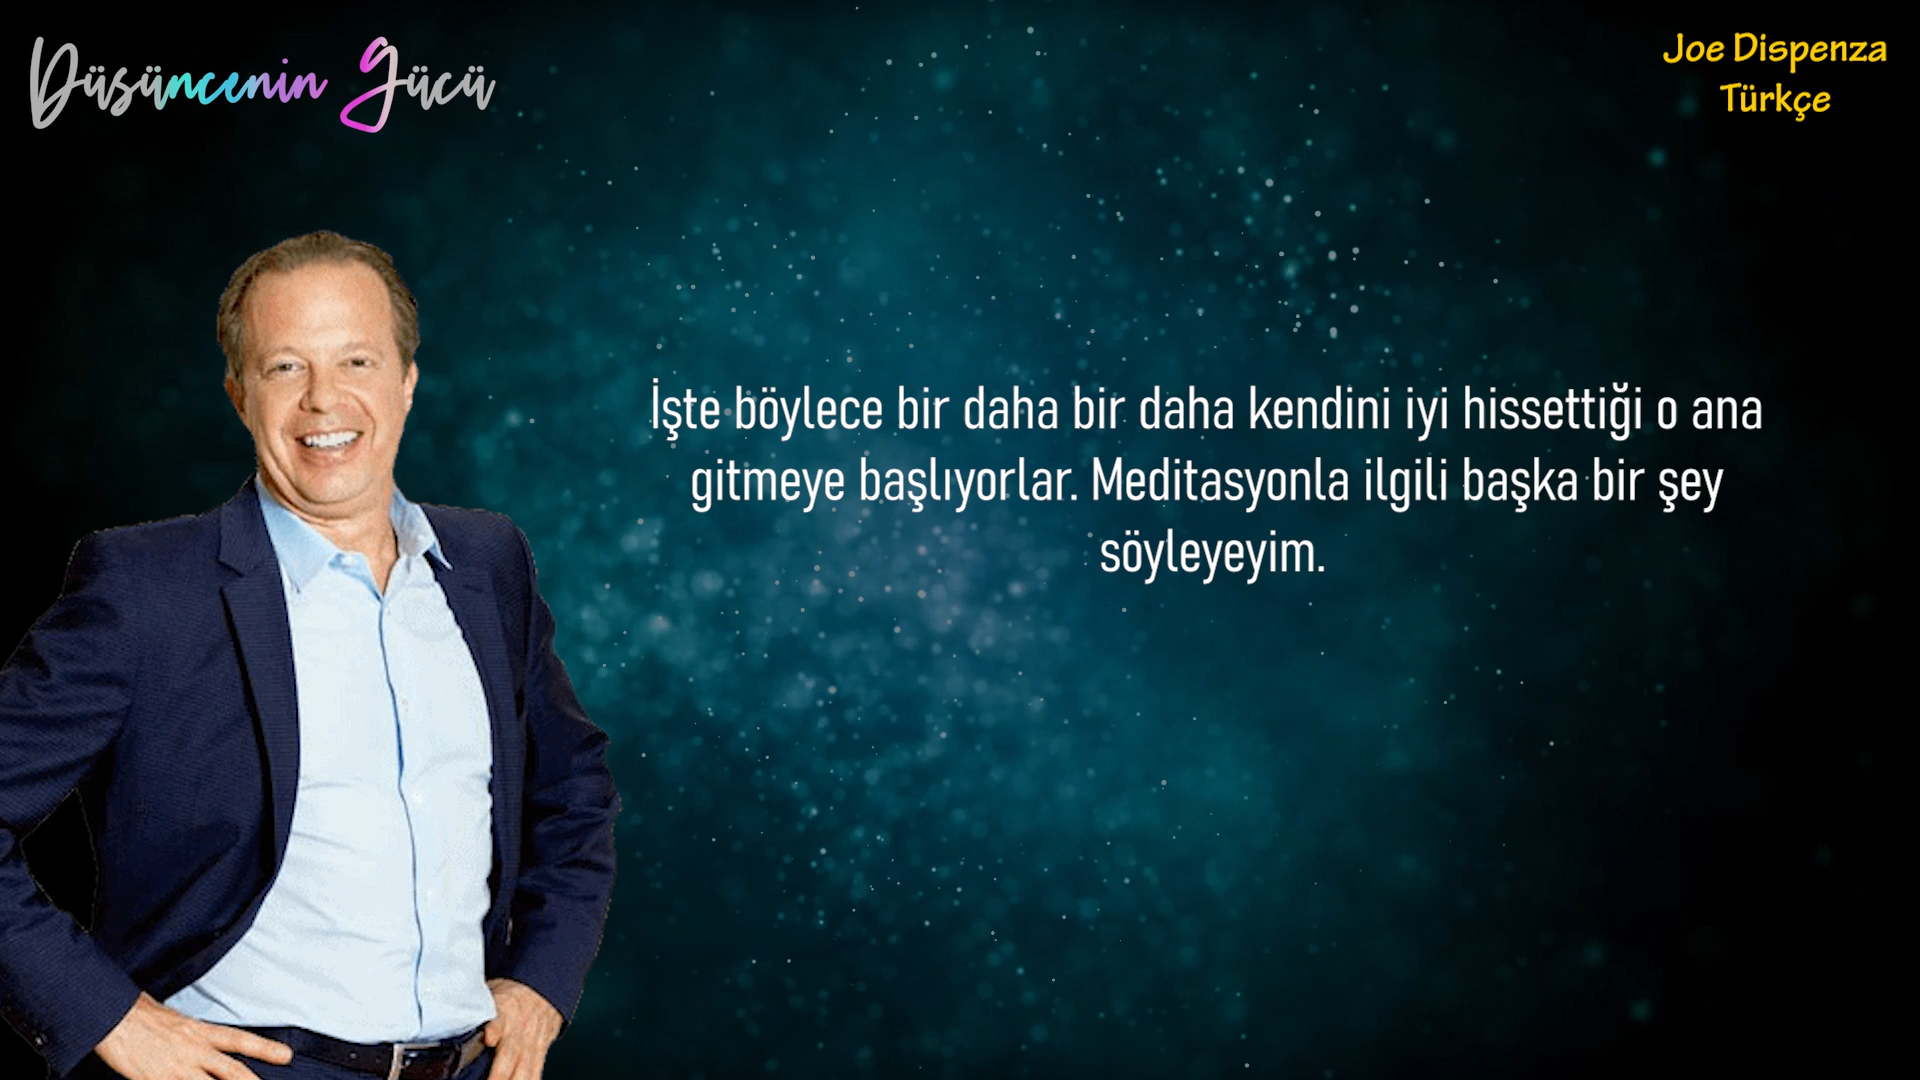 Düsüncenin Gücü
Joe Dispenza
Türkçe
İşte böylece bir daha bir daha kendini iyi hissettiği o ana
gitmeye başlıyorlar. Meditasyonla ilgili başka bir şey
söyleyeyim.